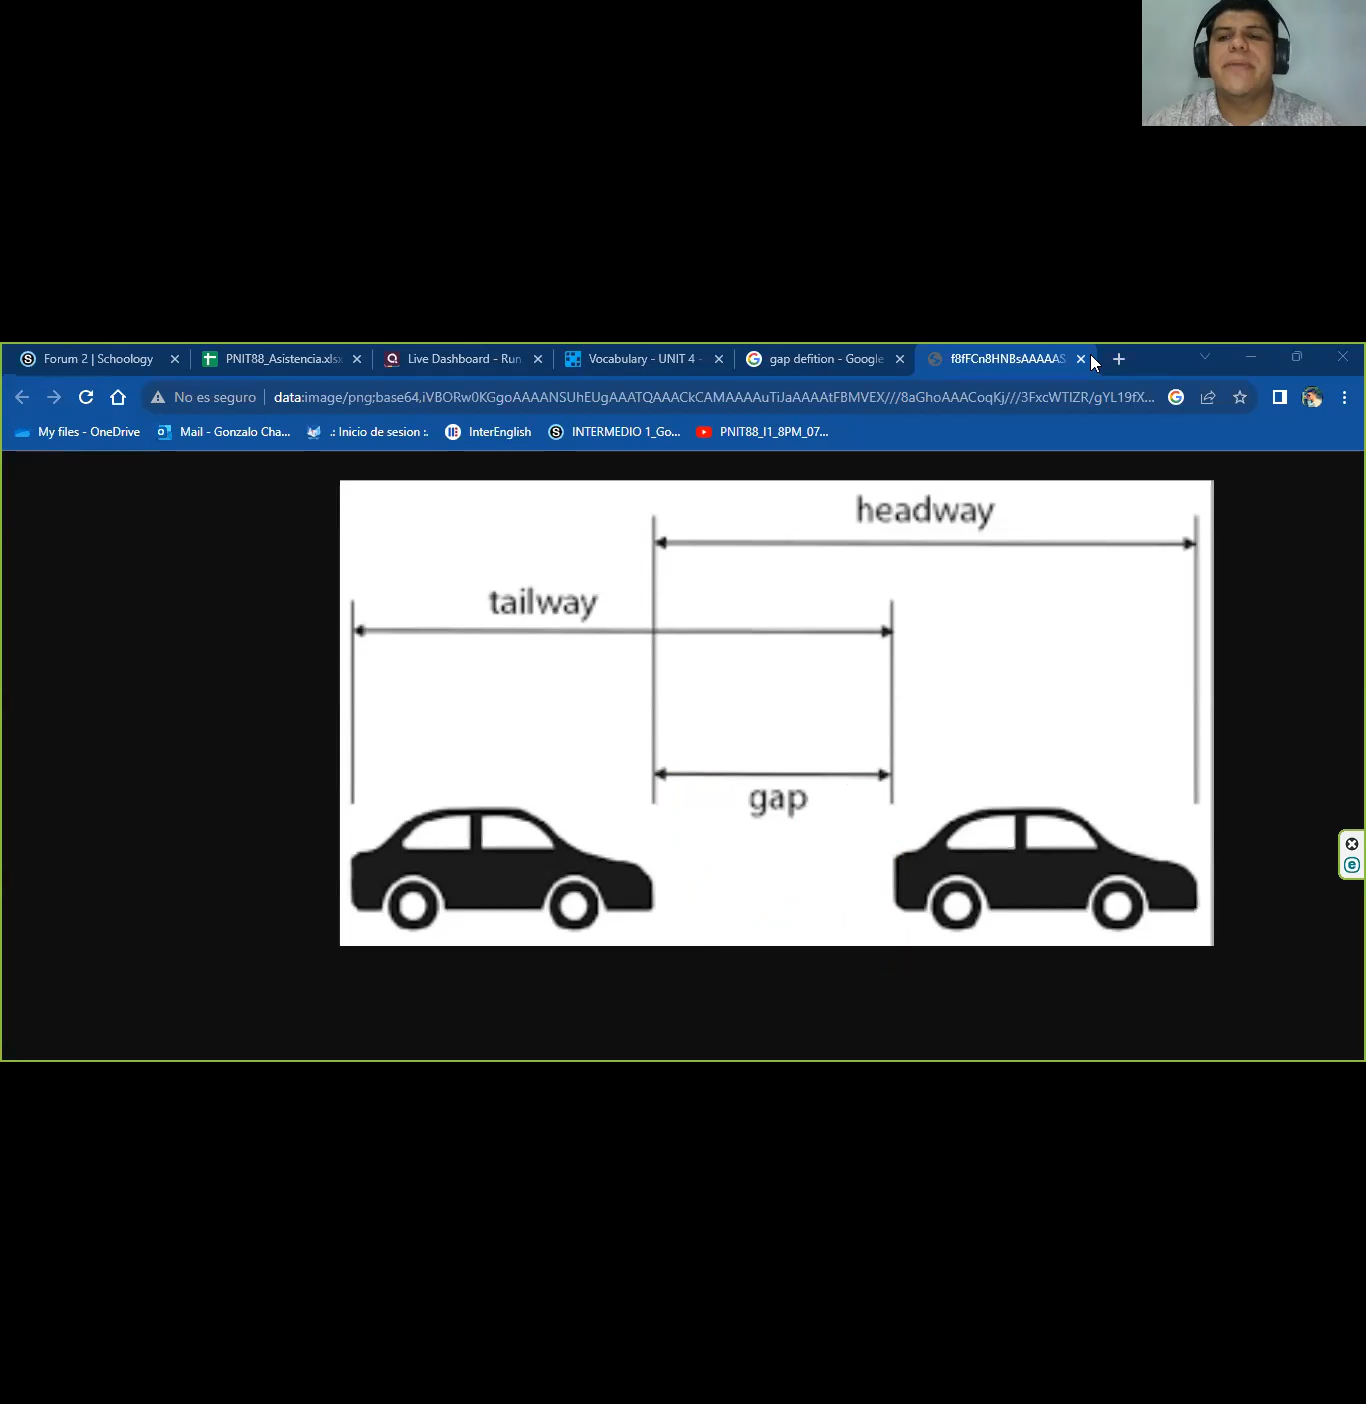 Forum 2 | Schoology
PNIT88_Asistencia.xlsx
Live Dashboard - Run
Vocabulary - UNIT 4 -
gap defition - Google
f8fFCn8HNBsAAAAAS
No es seguro
data:image/png;base64,iVBORw0KGgoAAAANSUhEUgAAATQAAACkCAMAAAAuTiJaAAAAtFBMVEX///8aGhoAAACoqKj///3FxcWTlZR/gYL19fX...
My files - OneDrive
Mail - Gonzalo Cha...
.: Inicio de sesion :.
InterEnglish
INTERMEDIO 1_Go...
PNIT88_I1_8PM_07...
headway
tailway
gap